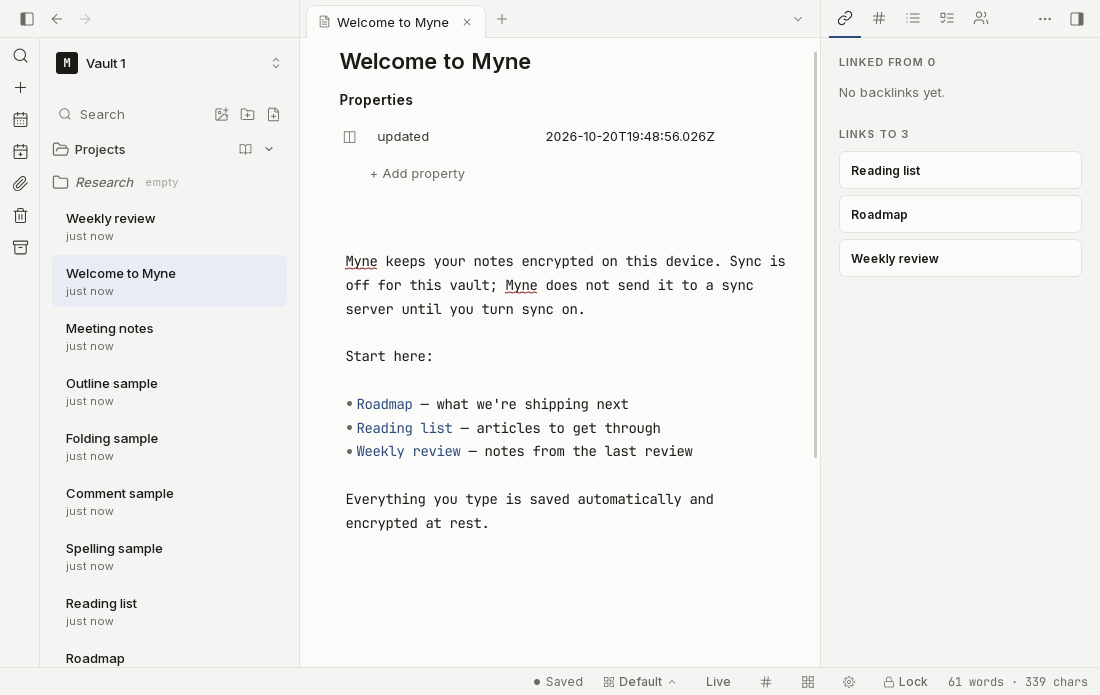 Welcome to Myne
M Vault 1
Search
Projects
Research empty
Weekly review
just now
Welcome to Myne
just now
Meeting notes
just now
Outline sample
just now
Folding sample
just now
Comment sample
just now
Spelling sample
just now
Reading list
just now
Roadmap
Welcome to Myne
Properties
updated 2026-10-20T19:48:56.026Z
+ Add property
Myne keeps your notes encrypted on this device. Sync is
off for this vault; Myne does not send it to a sync
server until you turn sync on.
Start here:
• Roadmap — what we're shipping next
• Reading list — articles to get through
• Weekly review — notes from the last review
Everything you type is saved automatically and
encrypted at rest.
LINKED FROM 0
No backlinks yet.
LINKS TO 3
Reading list
Roadmap
Weekly review
Saved Default Live Lock 61 words · 339 chars